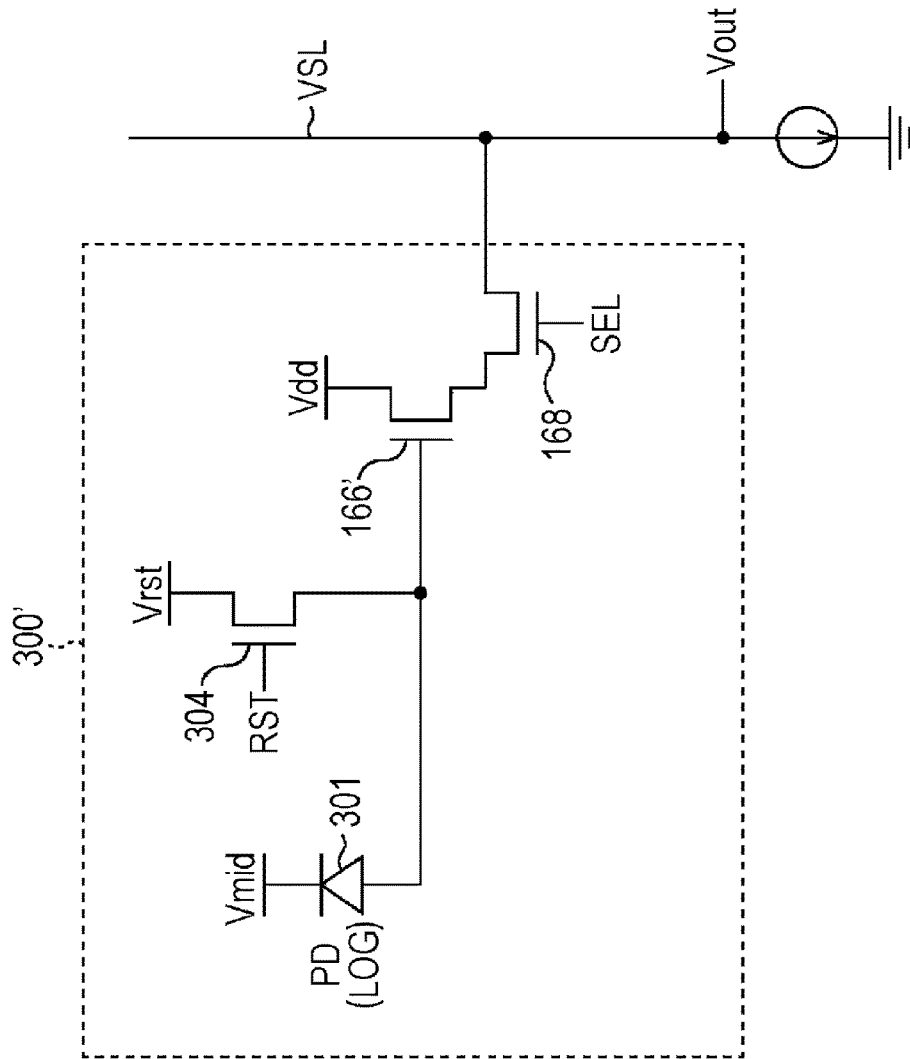 300'
Vmid
301
PD
(LOG)
Vrst
304
RST
Vdd
166'
168
SEL
VSL
Vout